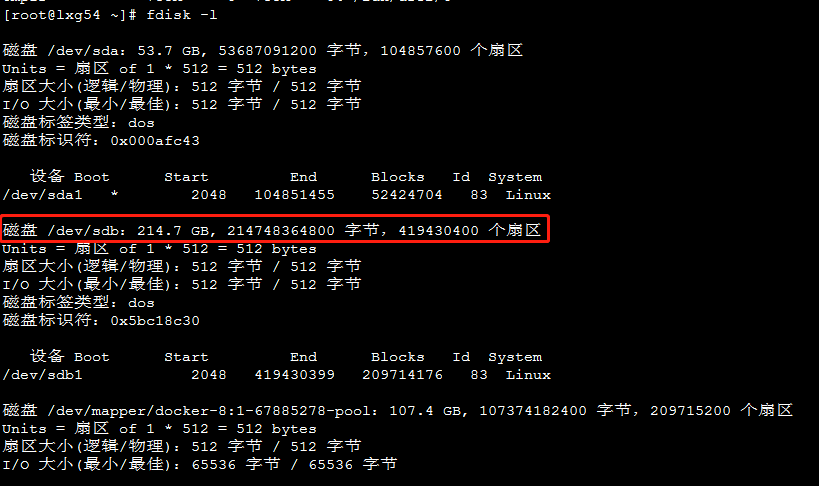 [root@lxg54 ~]# fdisk -l
磁盘 /dev/sda：53.7 GB, 53687091200 字节，104857600 个扇区
Units = 扇区 of 1 * 512 = 512 bytes
扇区大小(逻辑/物理)：512 字节 / 512 字节
I/O 大小(最小/最佳)：512 字节 / 512 字节
磁盘标签类型：dos
磁盘标识符：0x000afc43
设备 Boot Start End Blocks Id System
/dev/sda1 * 2048 104851455 52424704 83 Linux
磁盘 /dev/sdb：214.7 GB, 214748364800 字节，419430400 个扇区
Units = 扇区 of 1 * 512 = 512 bytes
扇区大小(逻辑/物理)：512 字节 / 512 字节
I/O 大小(最小/最佳)：512 字节 / 512 字节
磁盘标签类型：dos
磁盘标识符：0x5bc18c30
设备 Boot Start End Blocks Id System
/dev/sdb1 2048 419430399 209714176 83 Linux
磁盘 /dev/mapper/docker-8:1-67885278-pool：107.4 GB, 107374182400 字节，209715200 个扇区
Units = 扇区 of 1 * 512 = 512 bytes
扇区大小(逻辑/物理)：512 字节 / 512 字节
I/O 大小(最小/最佳)：65536 字节 / 65536 字节